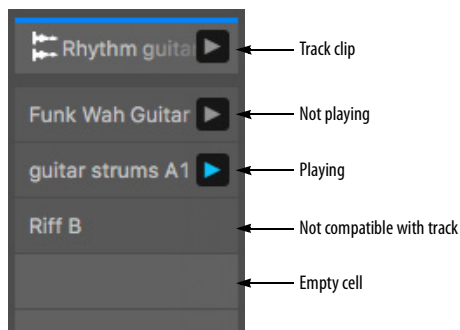 Rhythm guita Track clip
Funk Wah Guitar Not playing
guitar strums A1 Playing
Riff B Not compatible with track
Empty cell